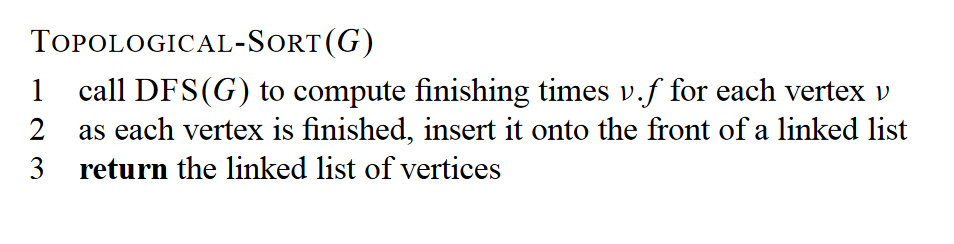 TOPOLOGICAL-SORT(G)
1 call DFS(G) to compute finishing times v.f for each vertex v
2 as each vertex is finished, insert it onto the front of a linked list
3 return the linked list of vertices